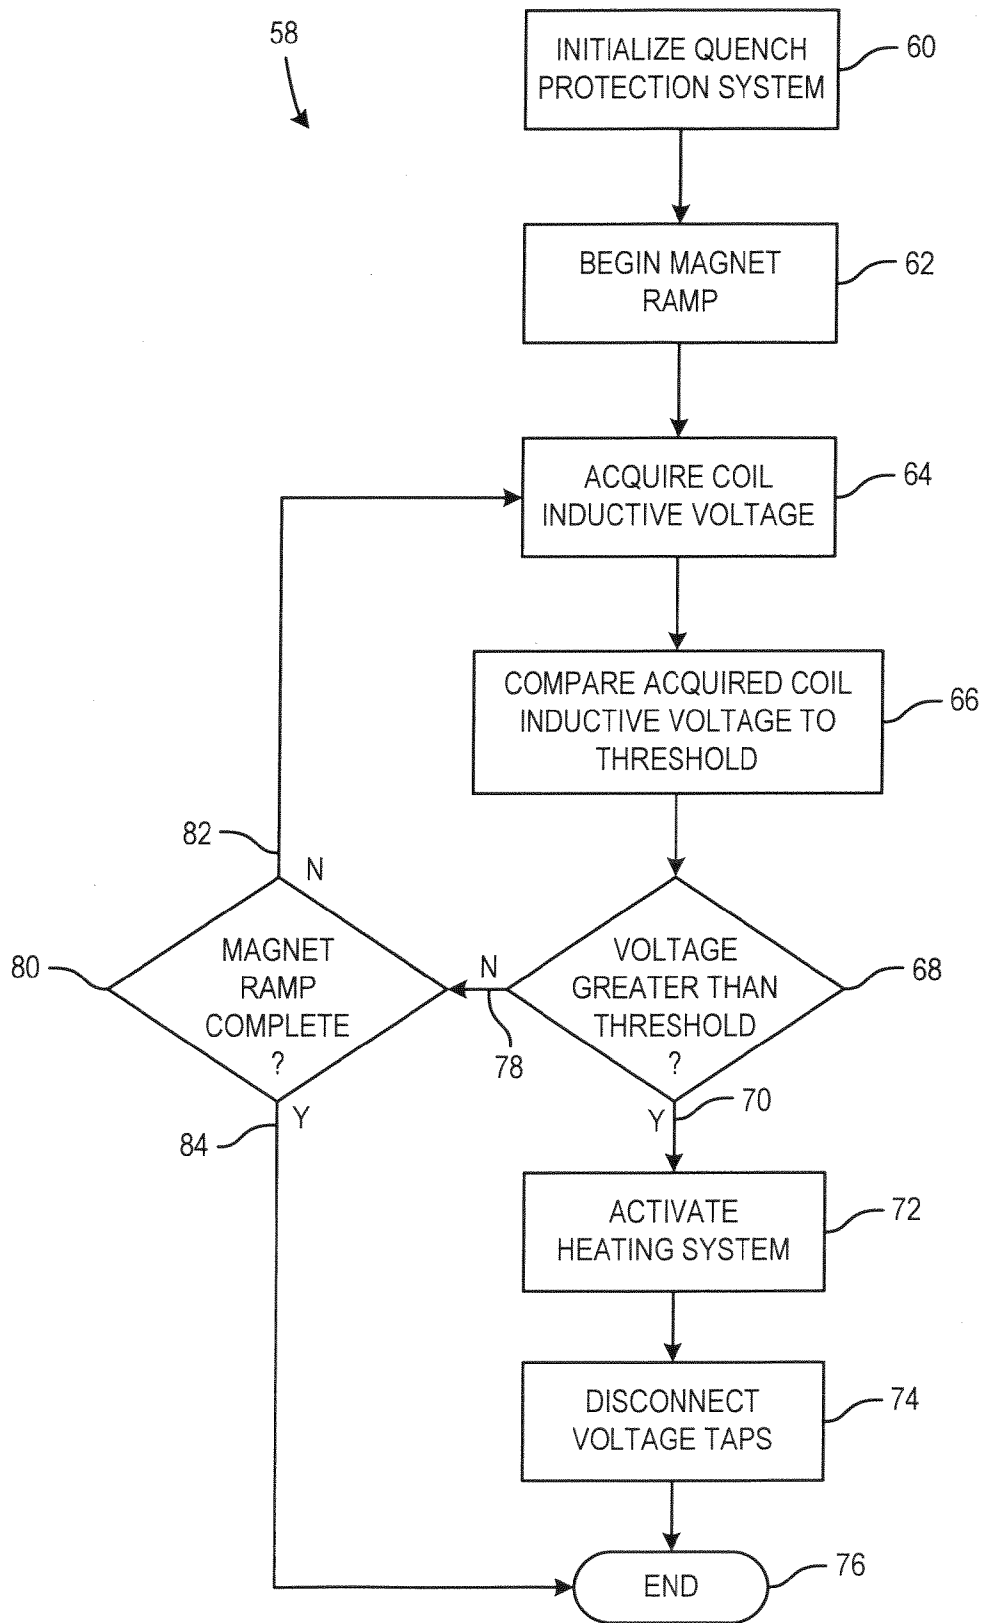 58
INITIALIZE QUENCH
PROTECTION SYSTEM
60
BEGIN MAGNET
RAMP
62
ACQUIRE COIL
INDUCTIVE VOLTAGE
64
COMPARE ACQUIRED COIL
INDUCTIVE VOLTAGE TO
THRESHOLD
66
82
N
MAGNET
RAMP
COMPLETE
?
80
N
78
VOLTAGE
GREATER THAN
THRESHOLD
?
68
Y
84
Y
70
ACTIVATE
HEATING SYSTEM
72
DISCONNECT
VOLTAGE TAPS
74
END
76